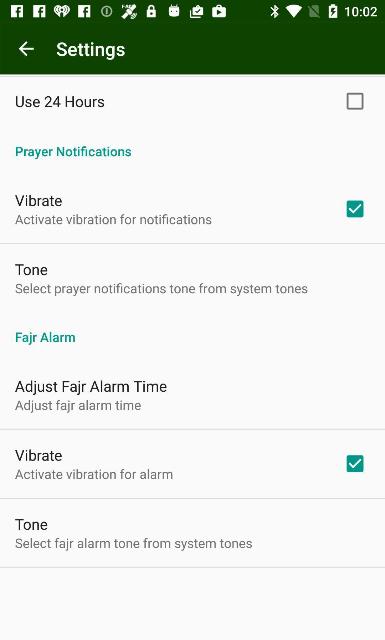 10:02
Settings
Use 24 Hours
Prayer Notifications
Vibrate
Activate vibration for notifications
Tone
Select prayer notifications tone from system tones
Fajr Alarm
Adjust Fajr Alarm Time
Adjust fajr alarm time
Vibrate
Activate vibration for alarm
Tone
Select fajr alarm tone from system tones